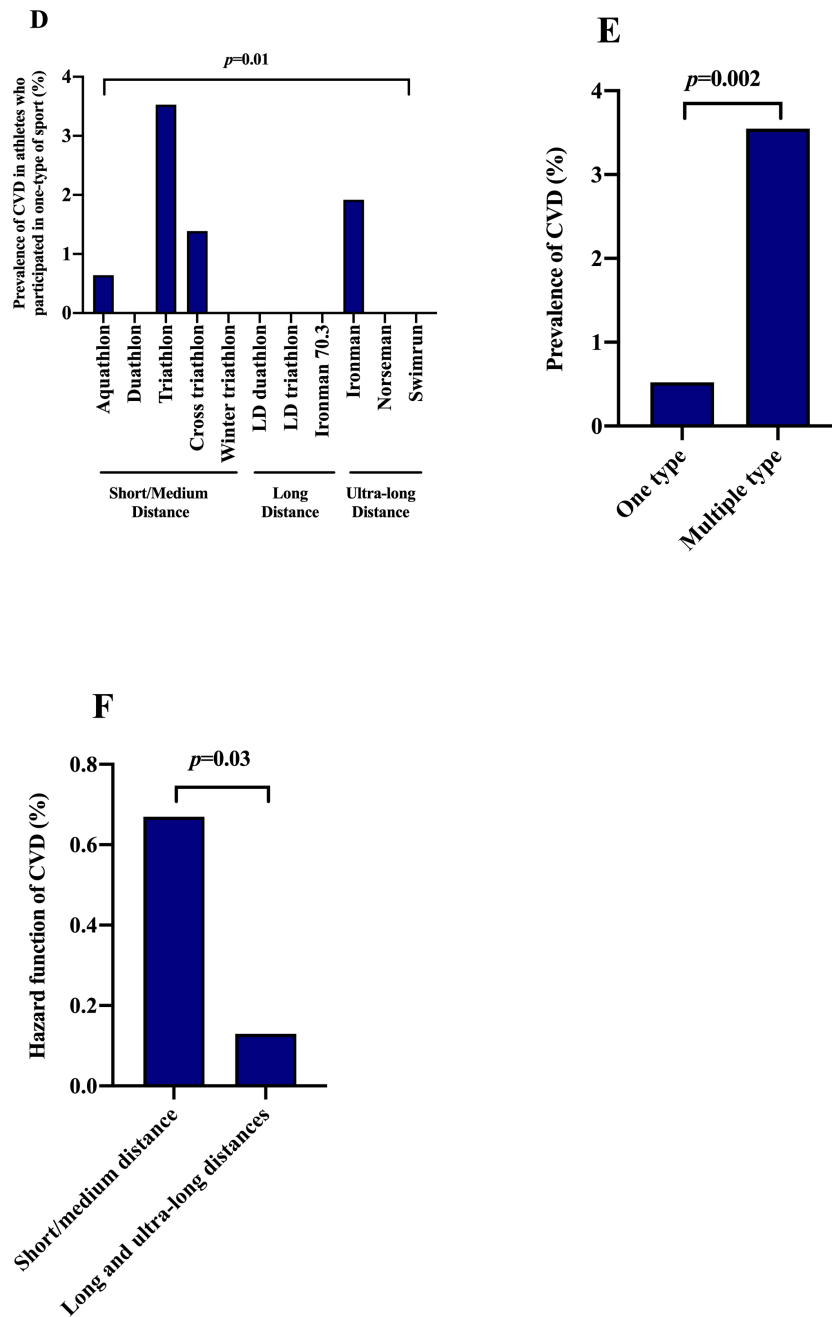 D
p=0.01
Prevalence of CVD in athletes who
participated in one-type of sport (%)
4
3
2
1
0
Aquathlon
Duathlon
Triathlon
Cross triathlon
Winter triathlon
LD duathlon
LD triathlon
Ironman 70.3
Ironman
Norseman
Swimrun
Short/Medium
Distance
Long
Distance
Ultra-long
Distance
E
p=0.002
Prevalence of CVD (%)
4
3
2
1
0
One type
Multiple type
F
p=0.03
Hazard function of CVD (%)
0.8
0.6
0.4
0.2
0.0
Short/medium distance
Long and ultra-long distances